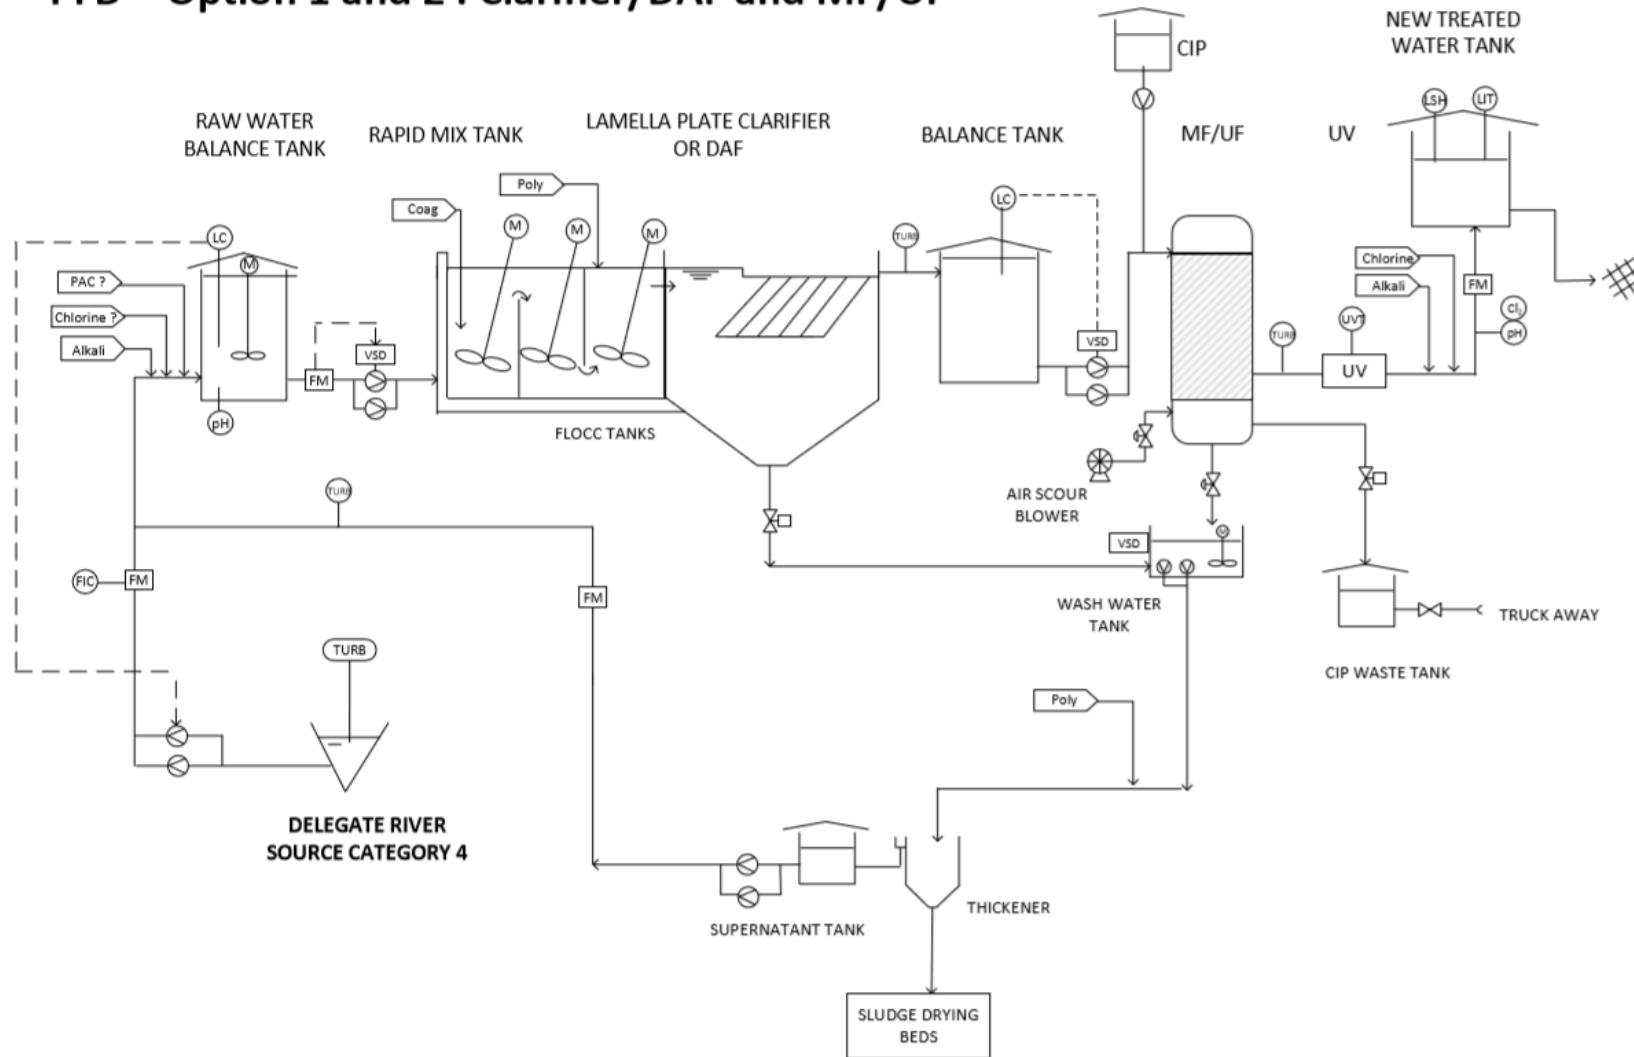 PFD – Option 1 and 2 : Clarifier/DAF and MF/UF
CIP
NEW TREATED
WATER TANK
LSH
LIT
RAW WATER
BALANCE TANK
RAPID MIX TANK
LAMELLA PLATE CLARIFIER
OR DAF
BALANCE TANK
MF/UF
UV
Poly
Coag
M
M
M
LC
M
PAC ?
Chlorine ?
Alkali
FM
VSD
pH
TURB
LC
VSD
Chlorine
Alkali
FM
Cl2
pH
TURB
UVT
UV
FLOCC TANKS
AIR SCOUR
BLOWER
TURB
FIC
FM
FM
VSD
M
WASH WATER
TANK
TRUCK AWAY
CIP WASTE TANK
TURB
Poly
DELEGATE RIVER
SOURCE CATEGORY 4
THICKENER
SUPERNATANT TANK
SLUDGE DRYING
BEDS